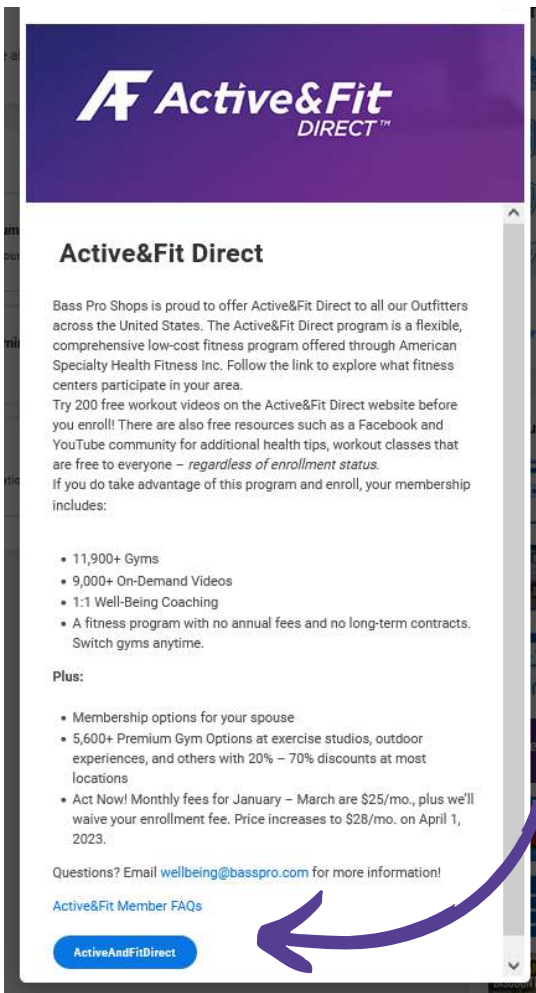 AF Active&Fit
DIRECT™
Active&Fit Direct
Bass Pro Shops is proud to offer Active&Fit Direct to all our Outfitters
across the United States. The Active&Fit Direct program is a flexible,
comprehensive low-cost fitness program offered through American
Specialty Health Fitness Inc. Follow the link to explore what fitness
centers participate in your area.
Try 200 free workout videos on the Active&Fit Direct website before
you enroll! There are also free resources such as a Facebook and
YouTube community for additional health tips, workout classes that
are free to everyone – regardless of enrollment status.
If you do take advantage of this program and enroll, your membership
includes:
• 11,900+ Gyms
• 9,000+ On-Demand Videos
• 1:1 Well-Being Coaching
• A fitness program with no annual fees and no long-term contracts.
Switch gyms anytime.
Plus:
• Membership options for your spouse
• 5,600+ Premium Gym Options at exercise studios, outdoor
experiences, and others with 20% – 70% discounts at most
locations
• Act Now! Monthly fees for January – March are $25/mo., plus we'll
waive your enrollment fee. Price increases to $28/mo. on April 1,
2023.
Questions? Email wellbeing@basspro.com for more information!
Active&Fit Member FAQs
ActiveAndFitDirect